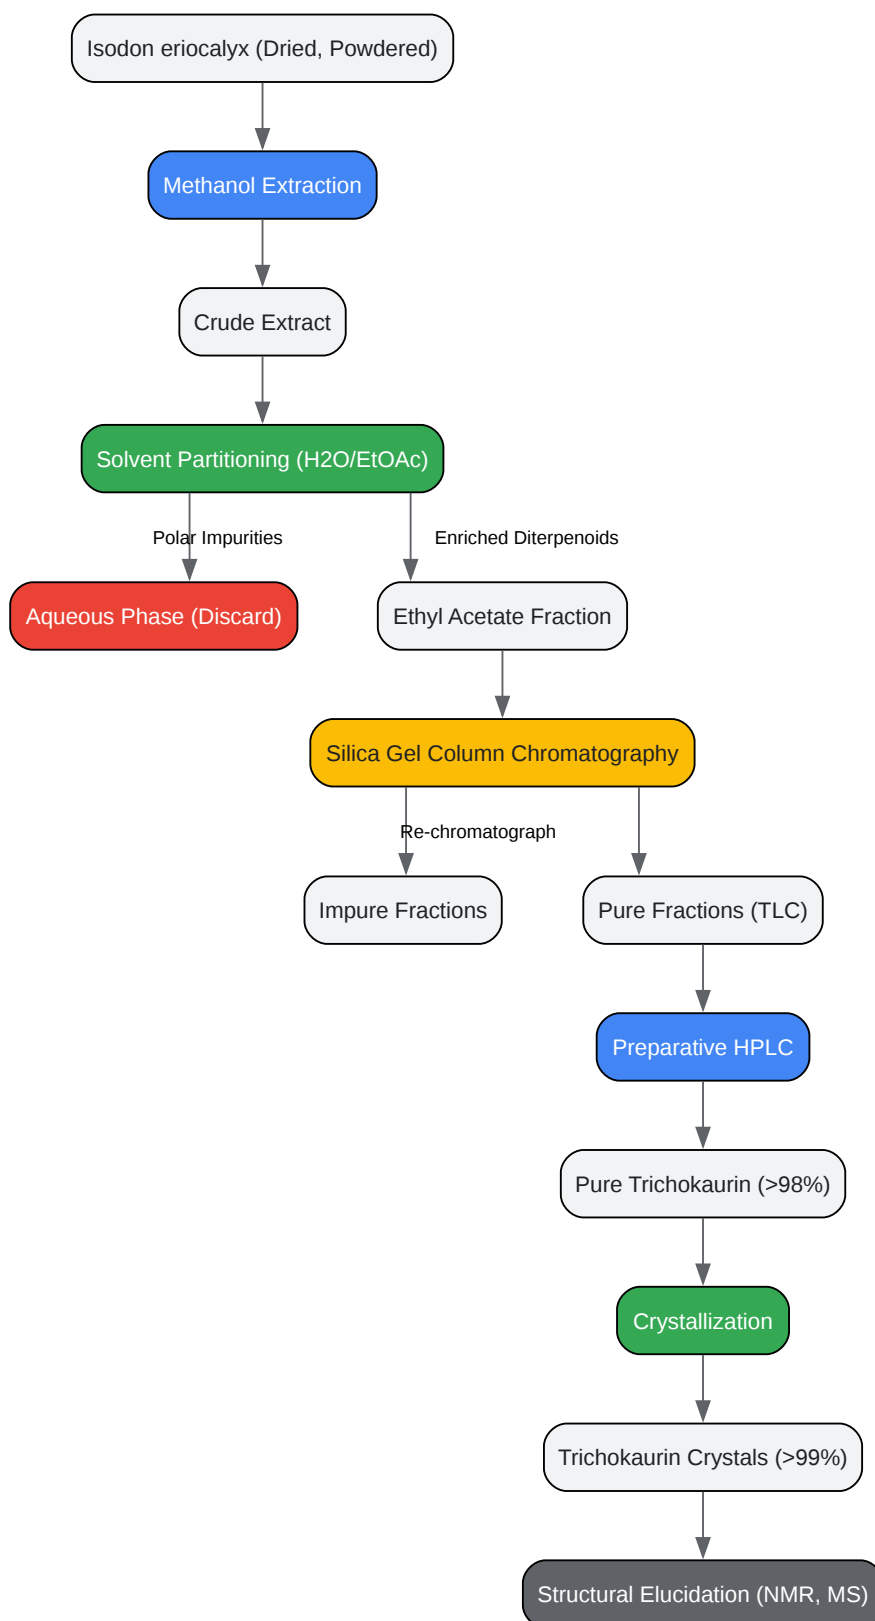 Isodon eriocalyx (Dried, Powdered)
Methanol Extraction
Crude Extract
Solvent Partitioning (H2O/EtOAc)
Polar Impurities
Enriched Diterpenoids
Aqueous Phase (Discard)
Ethyl Acetate Fraction
Silica Gel Column Chromatography
Re-chromatograph
Impure Fractions
Pure Fractions (TLC)
Preparative HPLC
Pure Trichokaurin (>98%)
Crystallization
Trichokaurin Crystals (>99%)
Structural Elucidation (NMR, MS)